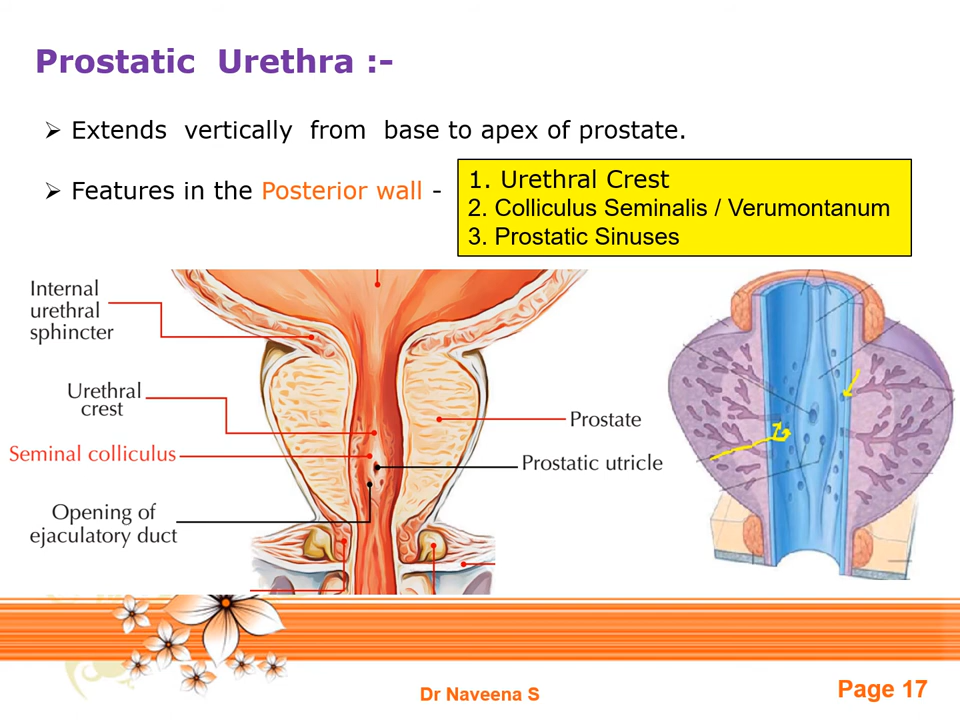 Prostatic Urethra :-
➢ Extends vertically from base to apex of prostate.
➢ Features in the Posterior wall -
1. Urethral Crest
2. Colliculus Seminalis / Verumontanum
3. Prostatic Sinuses
Internal
urethral
sphincter
Urethral
crest
Seminal colliculus
Opening of
ejaculatory duct
Prostate
Prostatic utricle
Dr Naveena S
Page 17